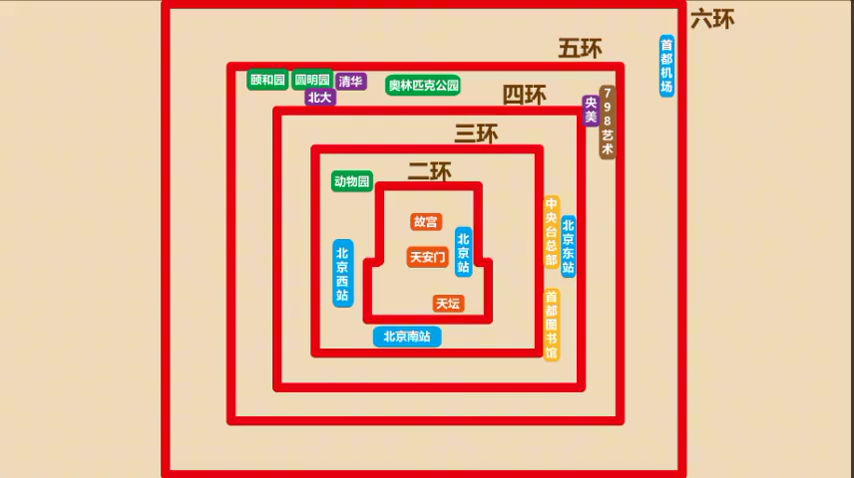 六环
五环
首都机场
颐和园
圆明园
清华
北大
奥林匹克公园
四环
央美
798艺术
三环
二环
动物园
故宫
中央台总部
北京东站
北京站
天安门
北京西站
天坛
首都图书馆
北京南站